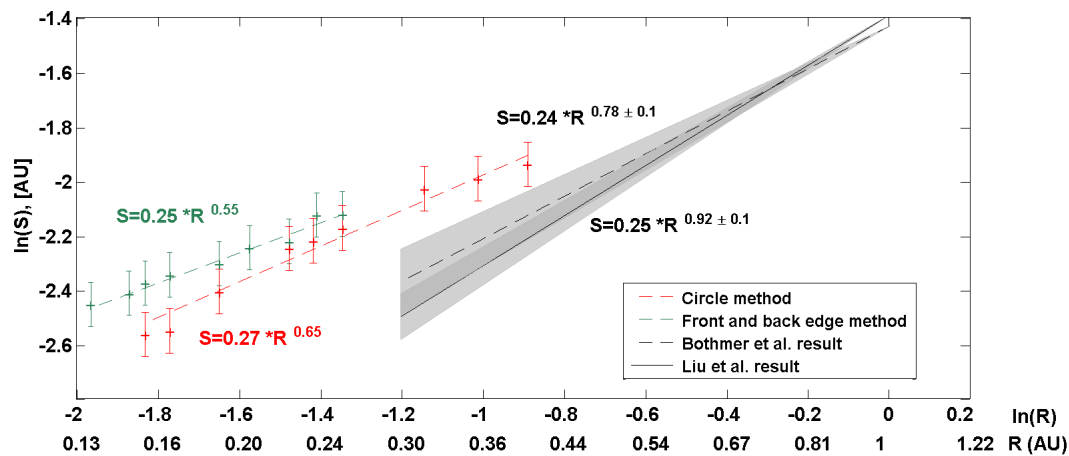 -1.4
-1.6
-1.8
-2
-2.2
-2.4
-2.6
ln(S), [AU]
S=0.24 *R 0.78 ± 0.1
S=0.25 *R 0.55
S=0.25 *R 0.92 ± 0.1
S=0.27 *R 0.65
Circle method
Front and back edge method
Bothmer et al. result
Liu et al. result
-2 -1.8 -1.6 -1.4 -1.2 -1 -0.8 -0.6 -0.4 -0.2 0 0.2 ln(R)
0.13 0.16 0.20 0.24 0.30 0.36 0.44 0.54 0.67 0.81 1 1.22 R (AU)